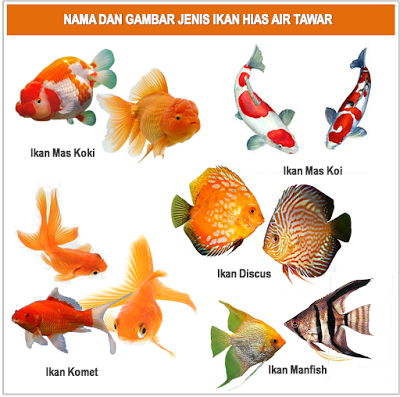 NAMA DAN GAMBAR JENIS IKAN HIAS AIR TAWAR
Ikan Mas Koki
Ikan Mas Koi
Ikan Discus
Ikan Komet
Ikan Manfish